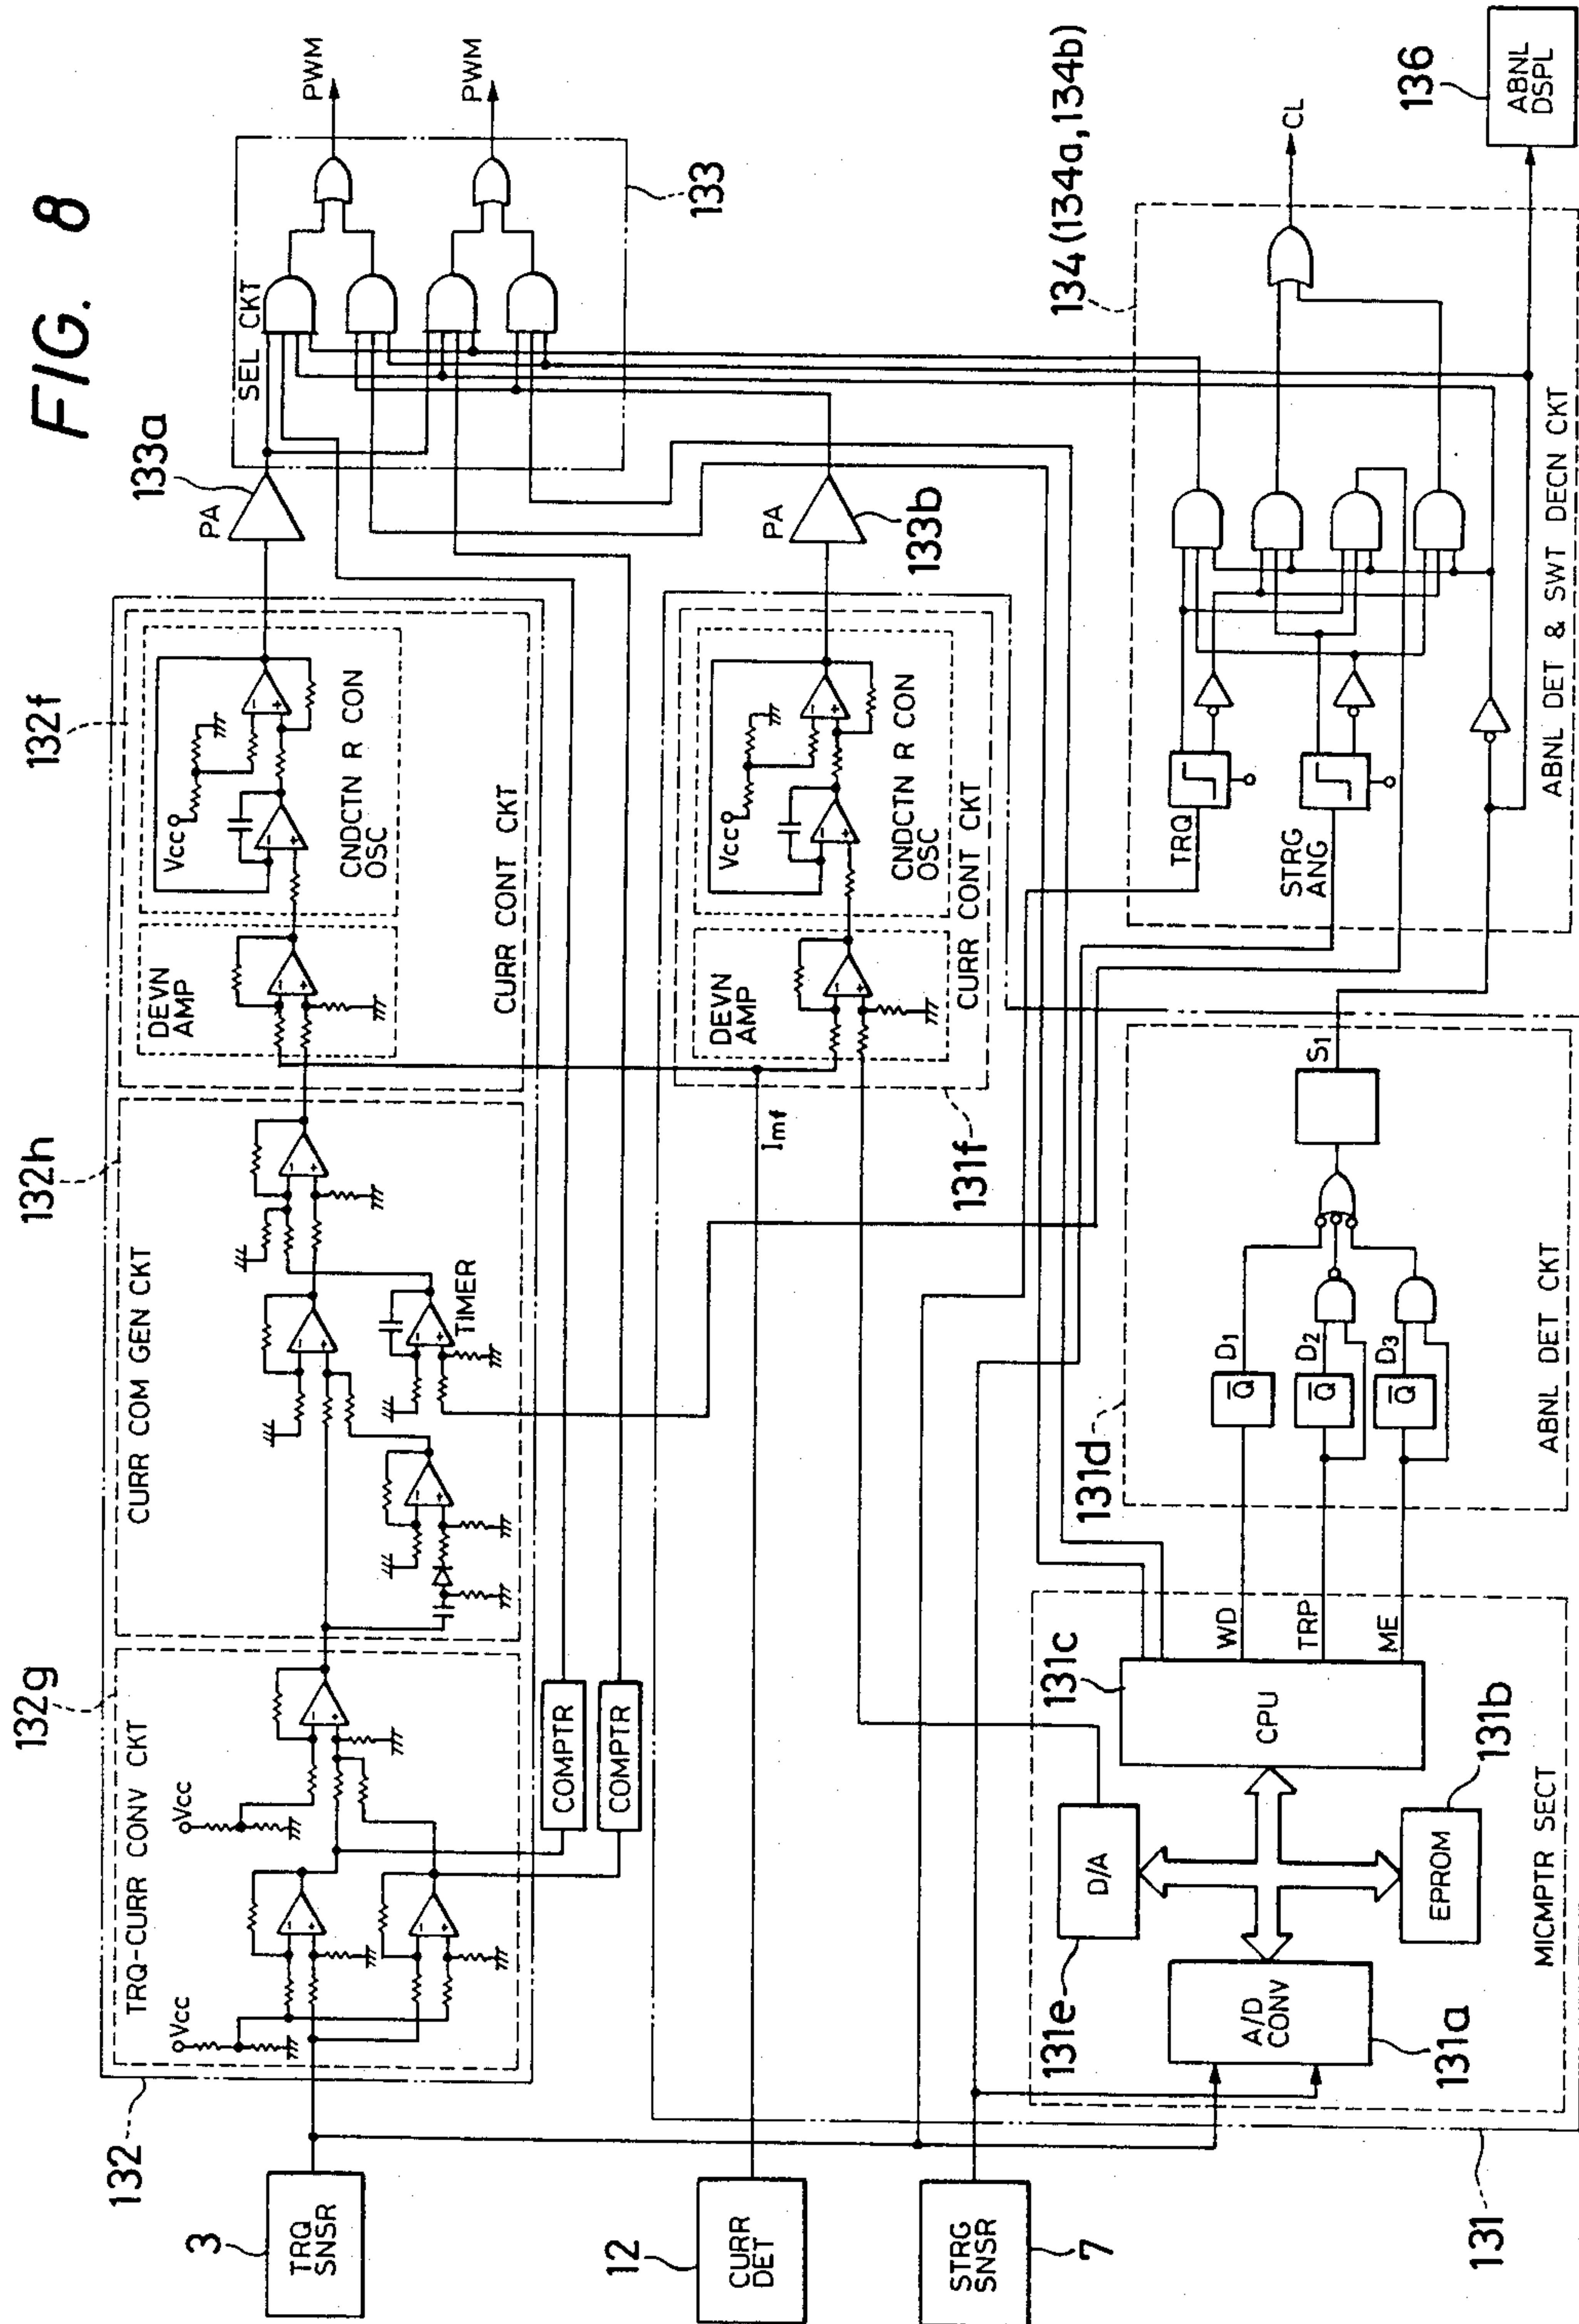 FIG. 8
132
132g
132h
132f
133a
TRQ-CURR CONV CKT
Vcc
Vcc
CURR COM GEN CKT
TIMER
DEVN
AMP
Vcc
CNDCTN R CON
OSC
CURR CONT CKT
PA
SEL CKT
PWM
PWM
133
3
TRQ
SNSR
COMPTR
COMPTR
12
CURR
DET
Imf
DEVN
AMP
Vcc
CNDCTN R CON
OSC
CURR CONT CKT
131f
PA
133b
STRG
SNSR
7
131e
D/A
A/D
CONV
131a
CPU
131c
EPROM
131b
MICMPTR SECT
131
WD
TRP
ME
131d
Q
D1
Q
D2
Q
D3
S1
ABNL DET CKT
TRQ
STRG
ANG
134 (134a, 134b)
CL
ABNL DET & SWT DECN CKT
136
ABNL
DSPL